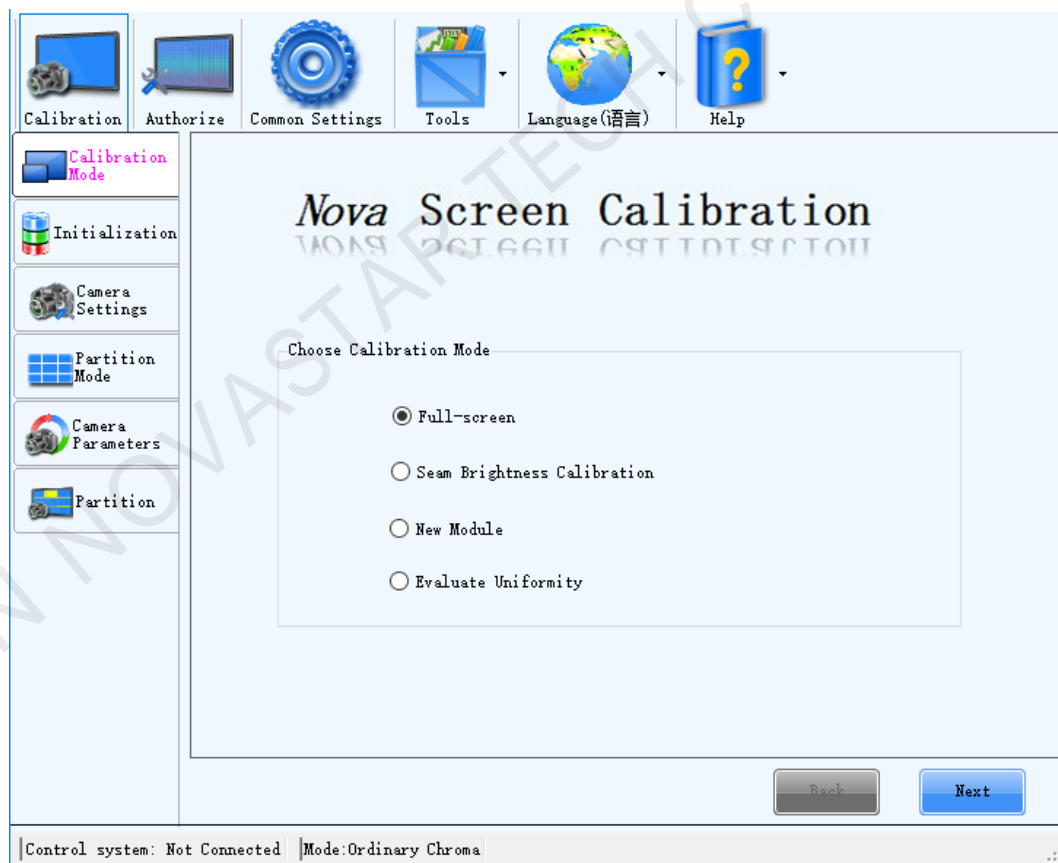 Calibration
Authorize
Common Settings
Tools
Language(语言)
Help
Calibration
Mode
Initialization
Camera
Settings
Partition
Mode
Camera
Parameters
Partition
Nova Screen Calibration
Choose Calibration Mode
Full-screen
Seam Brightness Calibration
New Module
Evaluate Uniformity
Back
Next
Control system: Not Connected
Mode:Ordinary Chroma
N NOVASTAR TECH C